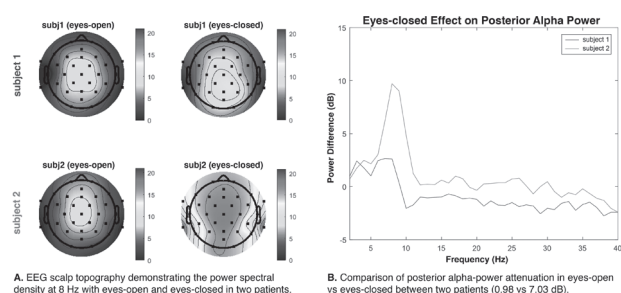 subj1 (eyes-open)
subj1 (eyes-closed)
subject 1
20
15
10
5
0
20
15
10
5
0
subj2 (eyes-open)
subj2 (eyes-closed)
subject 2
20
15
10
5
0
20
15
10
5
0
A. EEG scalp topography demonstrating the power spectral
density at 8 Hz with eyes-open and eyes-closed in two patients.
B.
Eyes-closed Effect on Posterior Alpha Power
subject 1
subject 2
Power Difference (dB)
15
10
5
0
-5
5
10
15
20
25
30
35
40
Frequency (Hz)
B. Comparison of posterior alpha-power attenuation in eyes-open
vs eyes-closed between two patients (0.98 vs 7.03 dB).